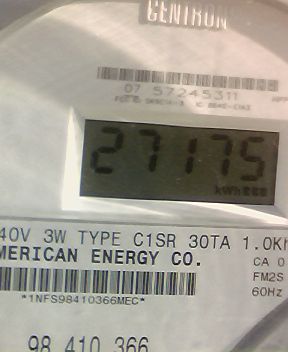 CENTRON
07 57245311
27175
kWh
40V 3W TYPE C1SR 30TA 1.0Kh
MERICAN ENERGY CO.
CA 0
FM2S
*1NFS98410366MEC*
60Hz
98 410 366